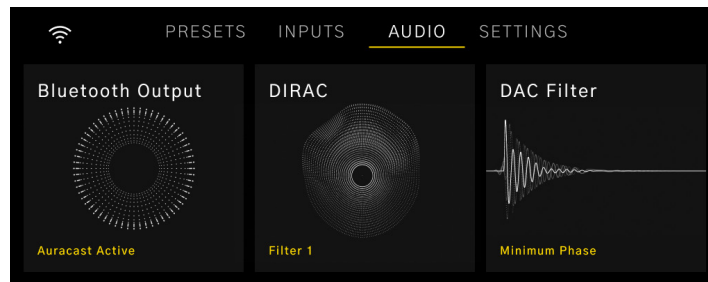 PRESETS INPUTS AUDIO SETTINGS
Bluetooth Output
Auracast Active
DIRAC
Filter 1
DAC Filter
Minimum Phase